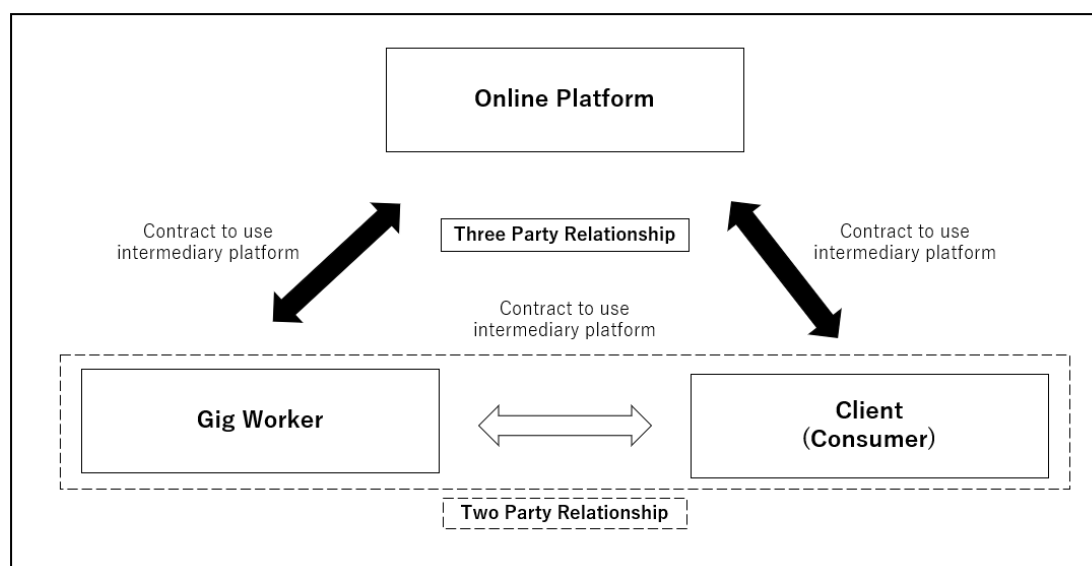 Online Platform
Contract to use
intermediary platform
Three Party Relationship
Contract to use
intermediary platform
Contract to use
intermediary platform
Gig Worker
Client
(Consumer)
Two Party Relationship